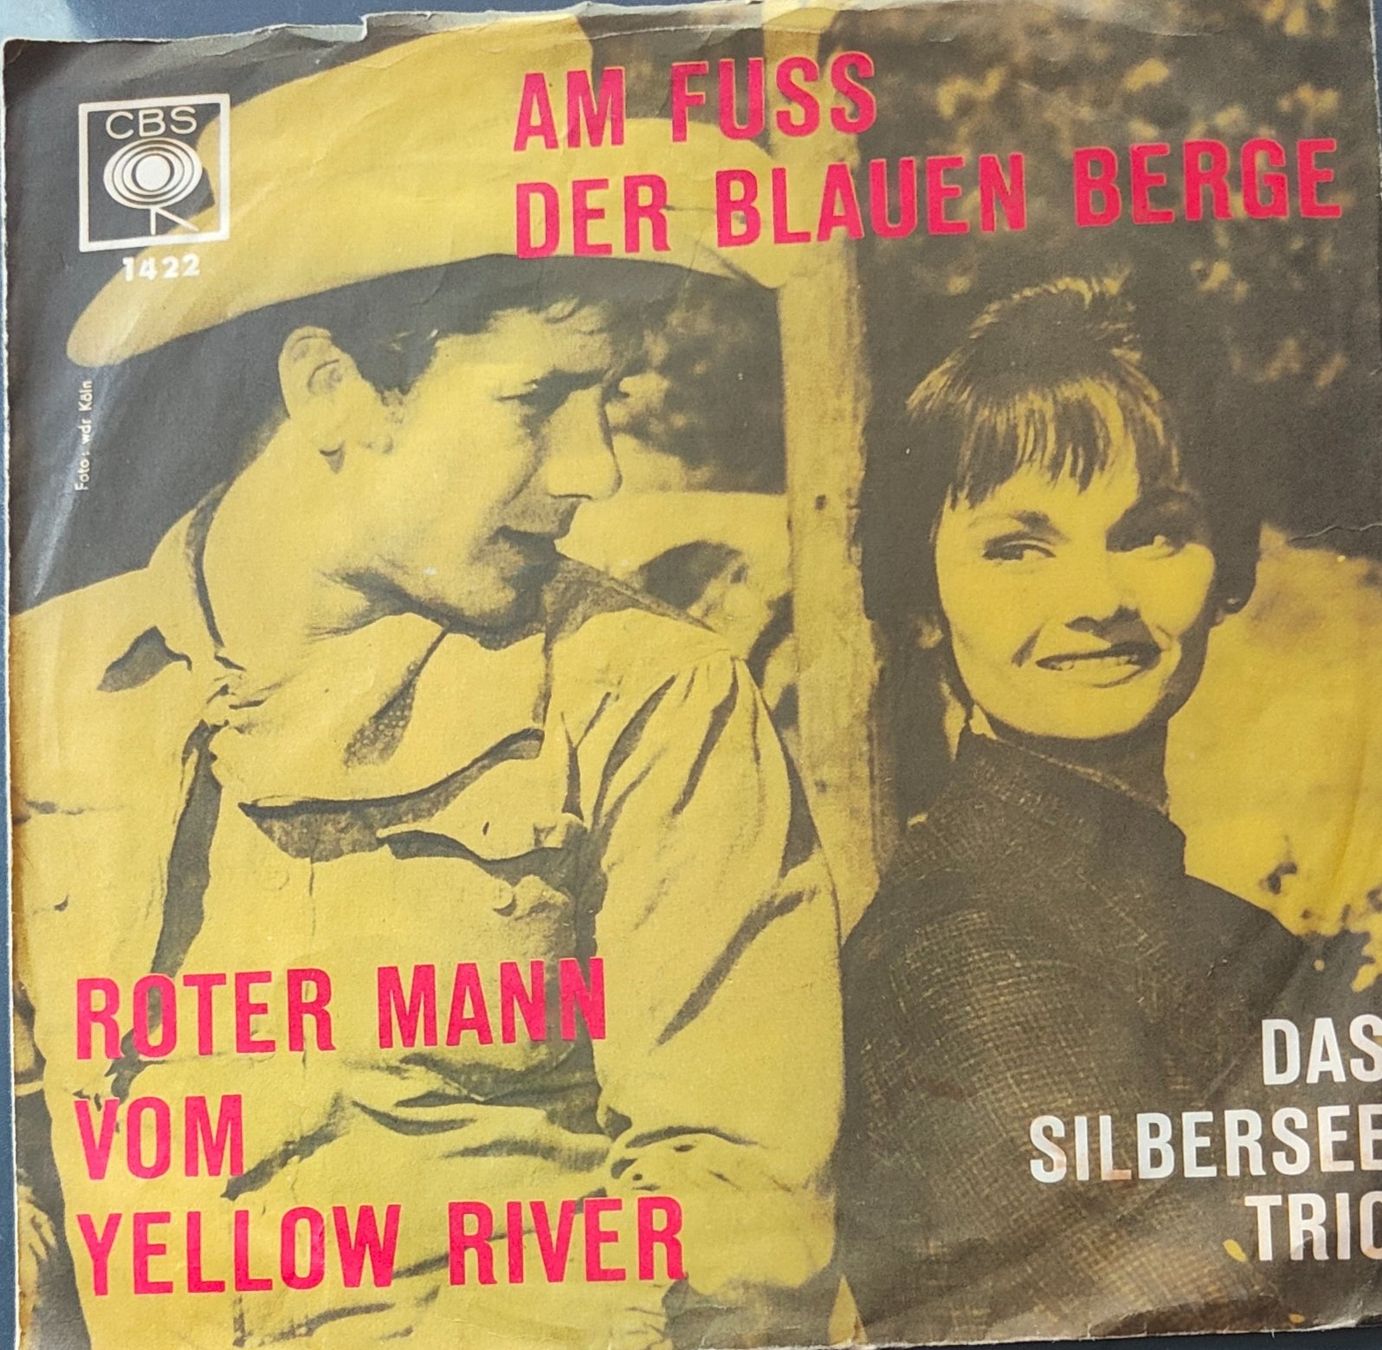 AM FUSS
DER BLAUEN BERGE
CBS
1422
Foto: wdr Köln
ROTER MANN
VOM
YELLOW RIVER
DAS
SILBERSEE
TRIO